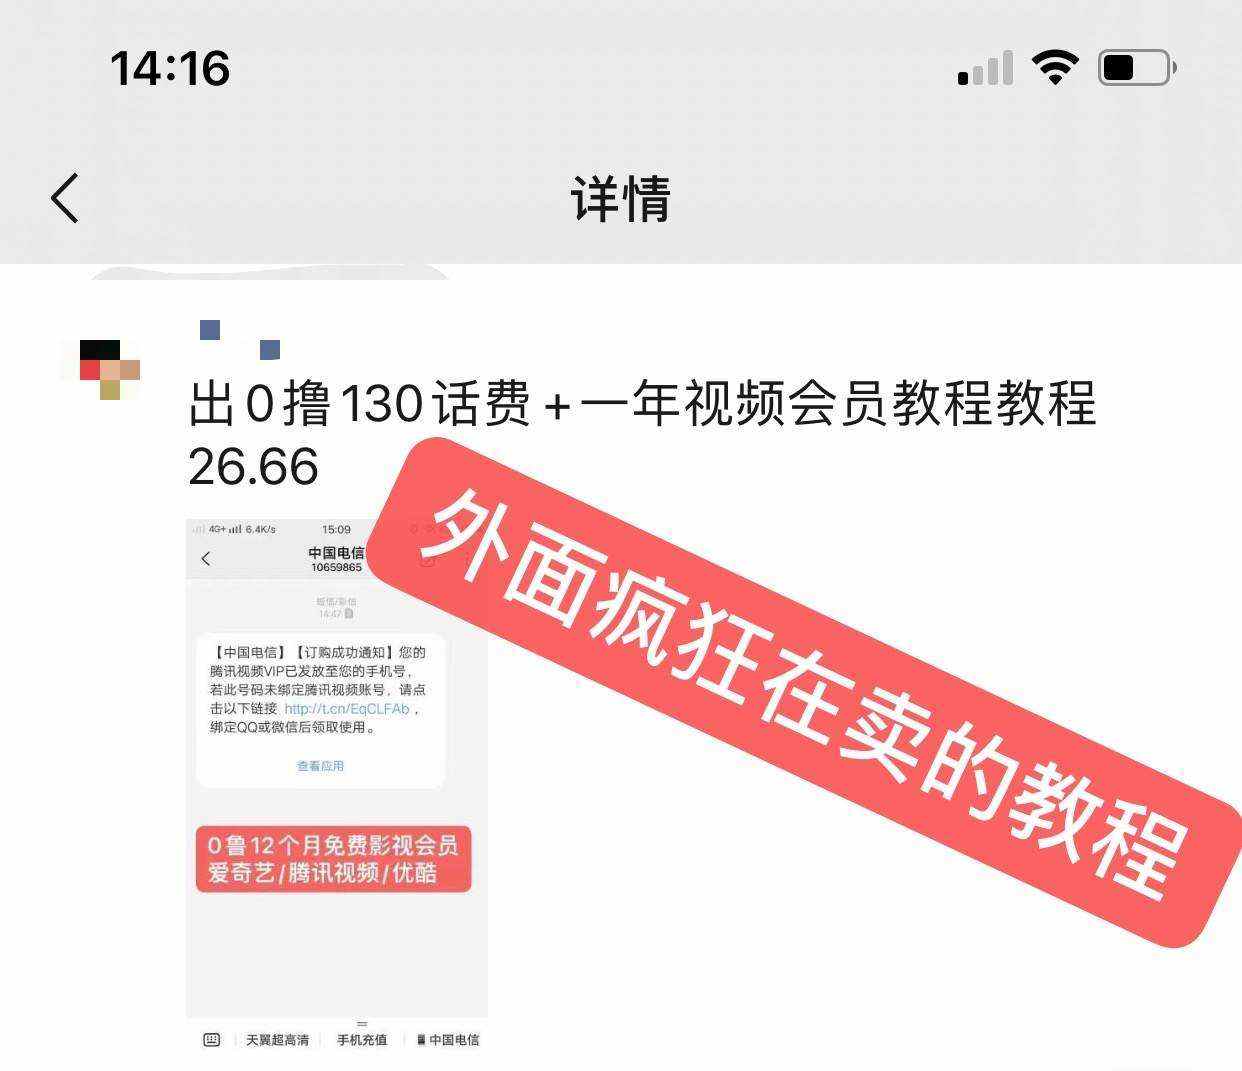 14:16
详情
出0撸130话费+一年视频会员教程教程
26.66
外面疯狂在卖的教程
4G+ 6.4K/s
15:09
中国电信
10659865
短信/彩信
14:47
【中国电信】【订购成功通知】您的
腾讯视频VIP已发放至您的手机号，
若此号码未绑定腾讯视频账号，请点
击以下链接 http://t.cn/EqCLFAb，
绑定QQ或微信后领取使用。
查看应用
0鲁12个月免费影视会员
爱奇艺/腾讯视频/优酷
天翼超高清
手机充值
中国电信